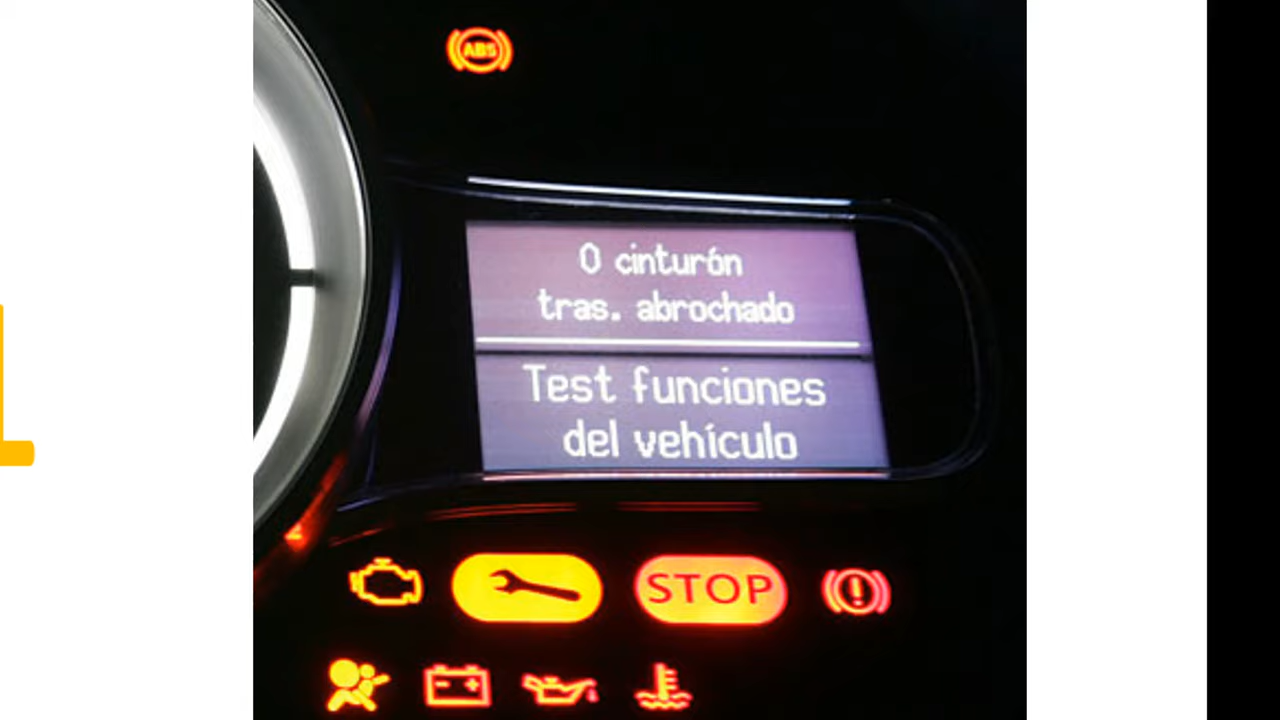 ABS
0 cinturón
tras. abrochado
Test funciones
del vehículo
STOP